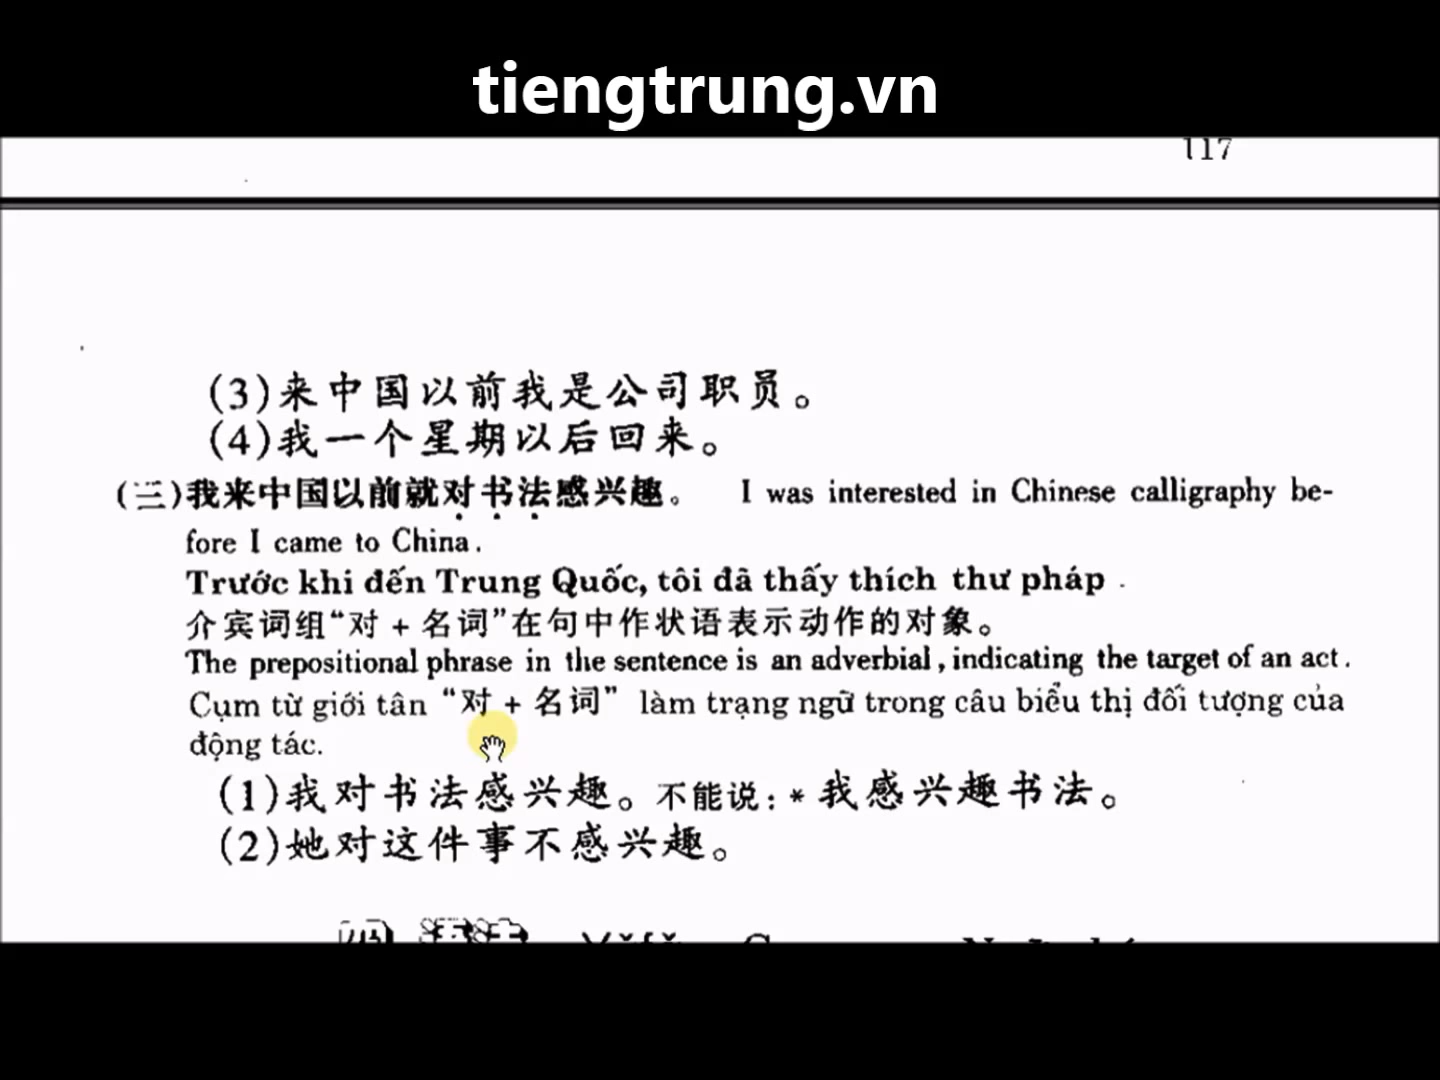 tiengtrung.vn
117
(3)来中国以前我是公司职员。
(4)我一个星期以后回来。
(三)我来中国以前就对书法感兴趣。 I was interested in Chinese calligraphy be-
fore I came to China.
Trước khi đến Trung Quốc, tôi đã thấy thích thư pháp .
介宾词组“对 + 名词”在句中作状语表示动作的对象。
The prepositional phrase in the sentence is an adverbial, indicating the target of an act.
Cụm từ giới tân “对 + 名词” làm trạng ngữ trong câu biểu thị đối tượng của
động tác.
(1)我对书法感兴趣。不能说: * 我感兴趣书法。
(2)她对这件事不感兴趣。